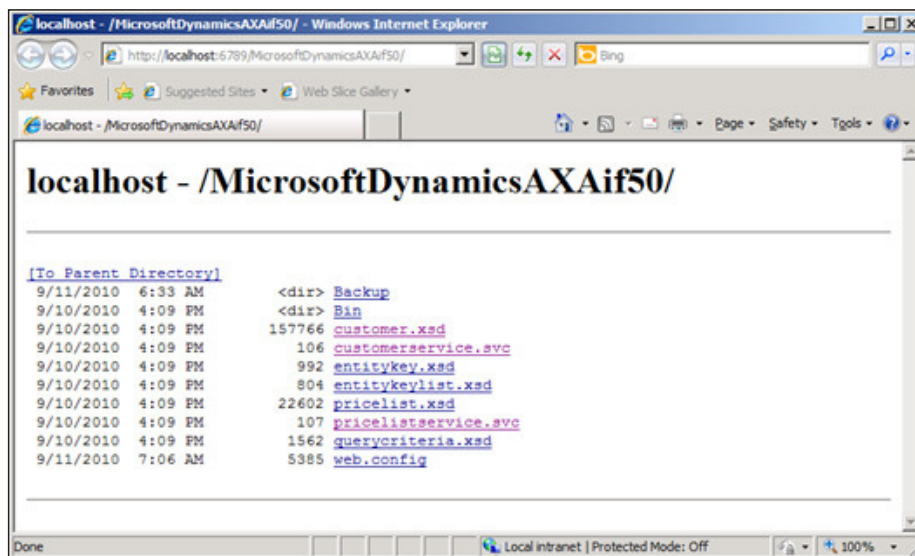 localhost - /MicrosoftDynamicsAXAif50/ - Windows Internet Explorer
http://localhost:6789/MicrosoftDynamicsAXAif50/ Bing
Favorites Suggested Sites Web Slice Gallery
localhost - /MicrosoftDynamicsAXAif50/ Page Safety Tools
localhost - /MicrosoftDynamicsAXAif50/
[To Parent Directory]
9/11/2010 6:33 AM <dir> Backup
9/10/2010 4:09 PM <dir> Bin
9/10/2010 4:09 PM 157766 customer.xsd
9/10/2010 4:09 PM 106 customerservice.svc
9/10/2010 4:09 PM 992 entitykey.xsd
9/10/2010 4:09 PM 804 entitykeylist.xsd
9/10/2010 4:09 PM 22602 pricelist.xsd
9/10/2010 4:09 PM 107 pricelistservice.svc
9/10/2010 4:09 PM 1562 querycriteria.xsd
9/11/2010 7:06 AM 5385 web.config
Done Local intranet | Protected Mode: Off 100%